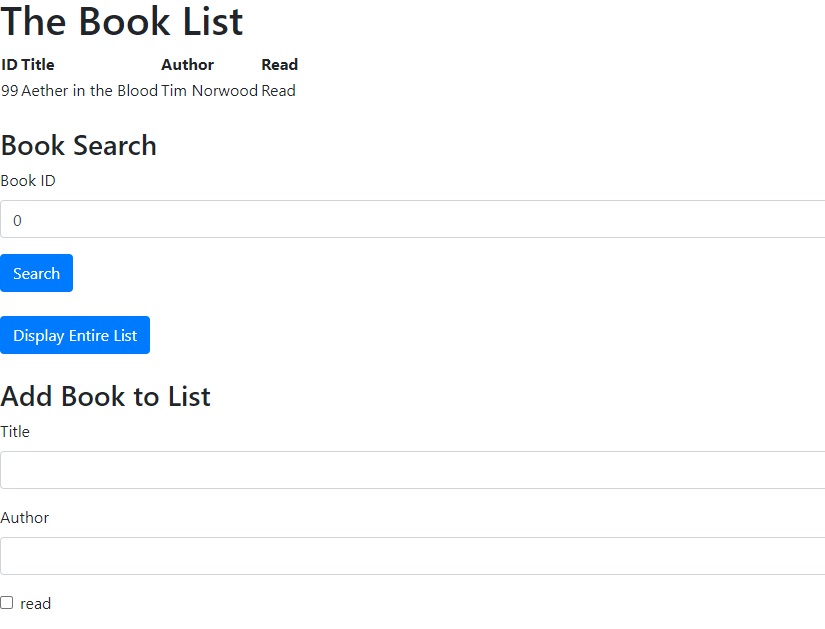 The Book List
ID Title Author Read
99 Aether in the Blood Tim Norwood Read
Book Search
Book ID
0
Search
Display Entire List
Add Book to List
Title
Author
read